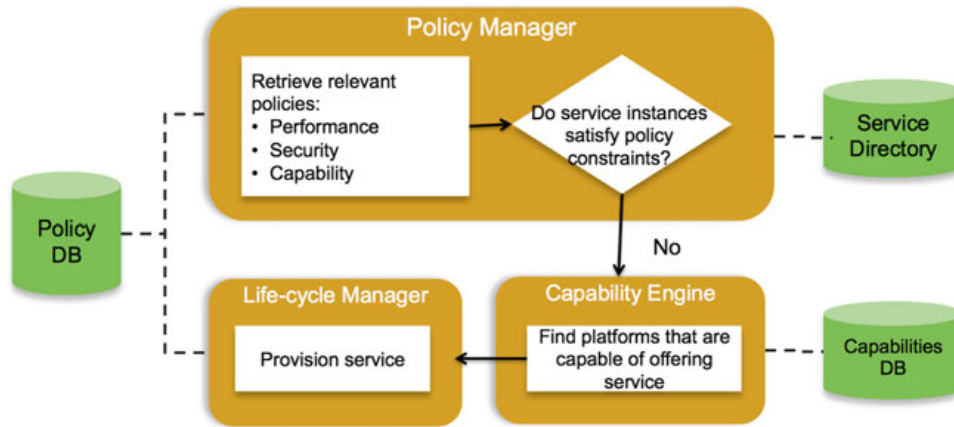 Policy Manager
Retrieve relevant
policies:
• Performance
• Security
• Capability
Do service instances
satisfy policy
constraints?
Service
Directory
Policy
DB
No
Life-cycle Manager
Provision service
Capability Engine
Find platforms that are
capable of offering
service
Capabilities
DB